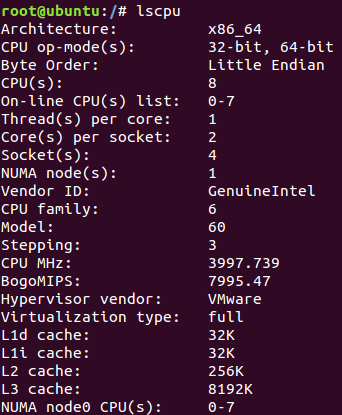 root@ubuntu:/# lscpu
Architecture:          x86_64
CPU op-mode(s):        32-bit, 64-bit
Byte Order:            Little Endian
CPU(s):                8
On-line CPU(s) list:   0-7
Thread(s) per core:    1
Core(s) per socket:    2
Socket(s):             4
NUMA node(s):          1
Vendor ID:             GenuineIntel
CPU family:            6
Model:                 60
Stepping:              3
CPU MHz:               3997.739
BogoMIPS:              7995.47
Hypervisor vendor:     VMware
Virtualization type:   full
L1d cache:             32K
L1i cache:             32K
L2 cache:              256K
L3 cache:              8192K
NUMA node0 CPU(s):     0-7